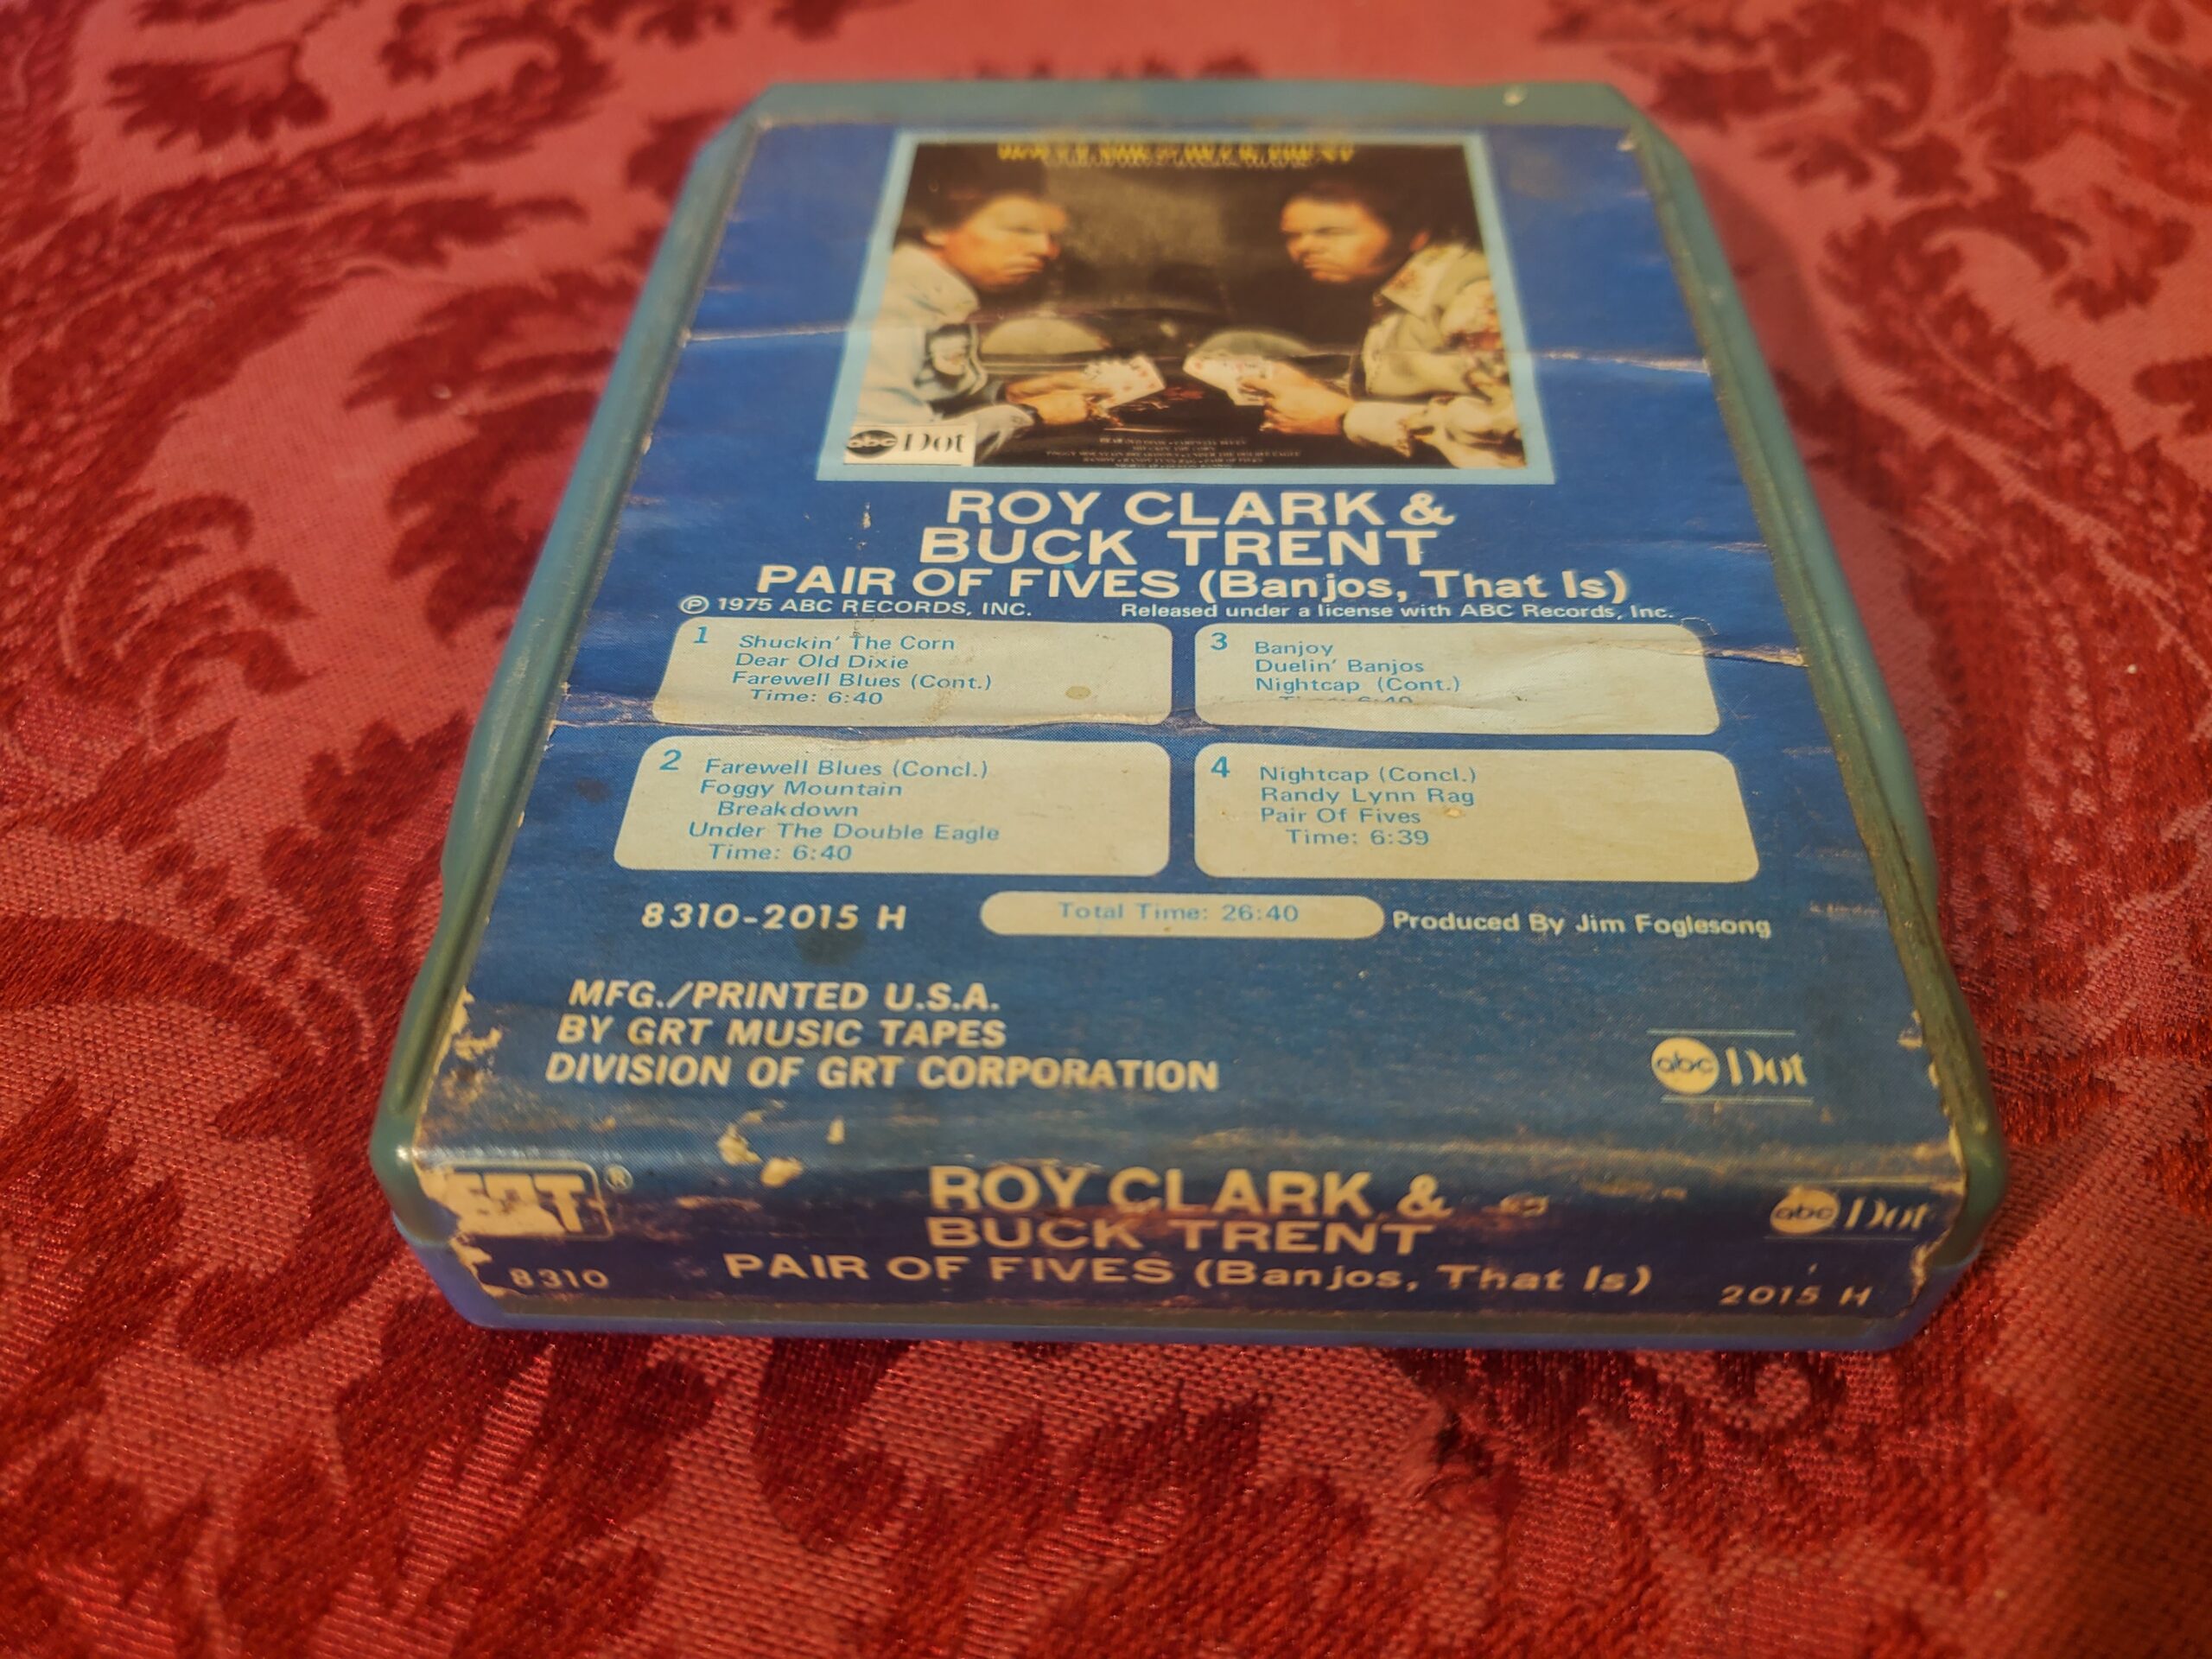 abc Dot
ROY CLARK &
BUCK TRENT
PAIR OF FIVES (Banjos, That Is)
Ⓟ 1975 ABC RECORDS, INC. Released under a license with ABC Records, Inc.
1 Shuckin' The Corn
Dear Old Dixie
Farewell Blues (Cont.)
Time: 6:40
3 Banjoy
Duelin' Banjos
Nightcap (Cont.)
Time: 6:40
2 Farewell Blues (Concl.)
Foggy Mountain
Breakdown
Under The Double Eagle
Time: 6:40
4 Nightcap (Concl.)
Randy Lynn Rag
Pair Of Fives
Time: 6:39
8310-2015 H Total Time: 26:40 Produced By Jim Foglesong
MFG./PRINTED U.S.A.
BY GRT MUSIC TAPES
DIVISION OF GRT CORPORATION
abc Dot
GRT®
ROY CLARK &
abc Dot
BUCK TRENT
8310 PAIR OF FIVES (Banjos, That Is) 2015 H